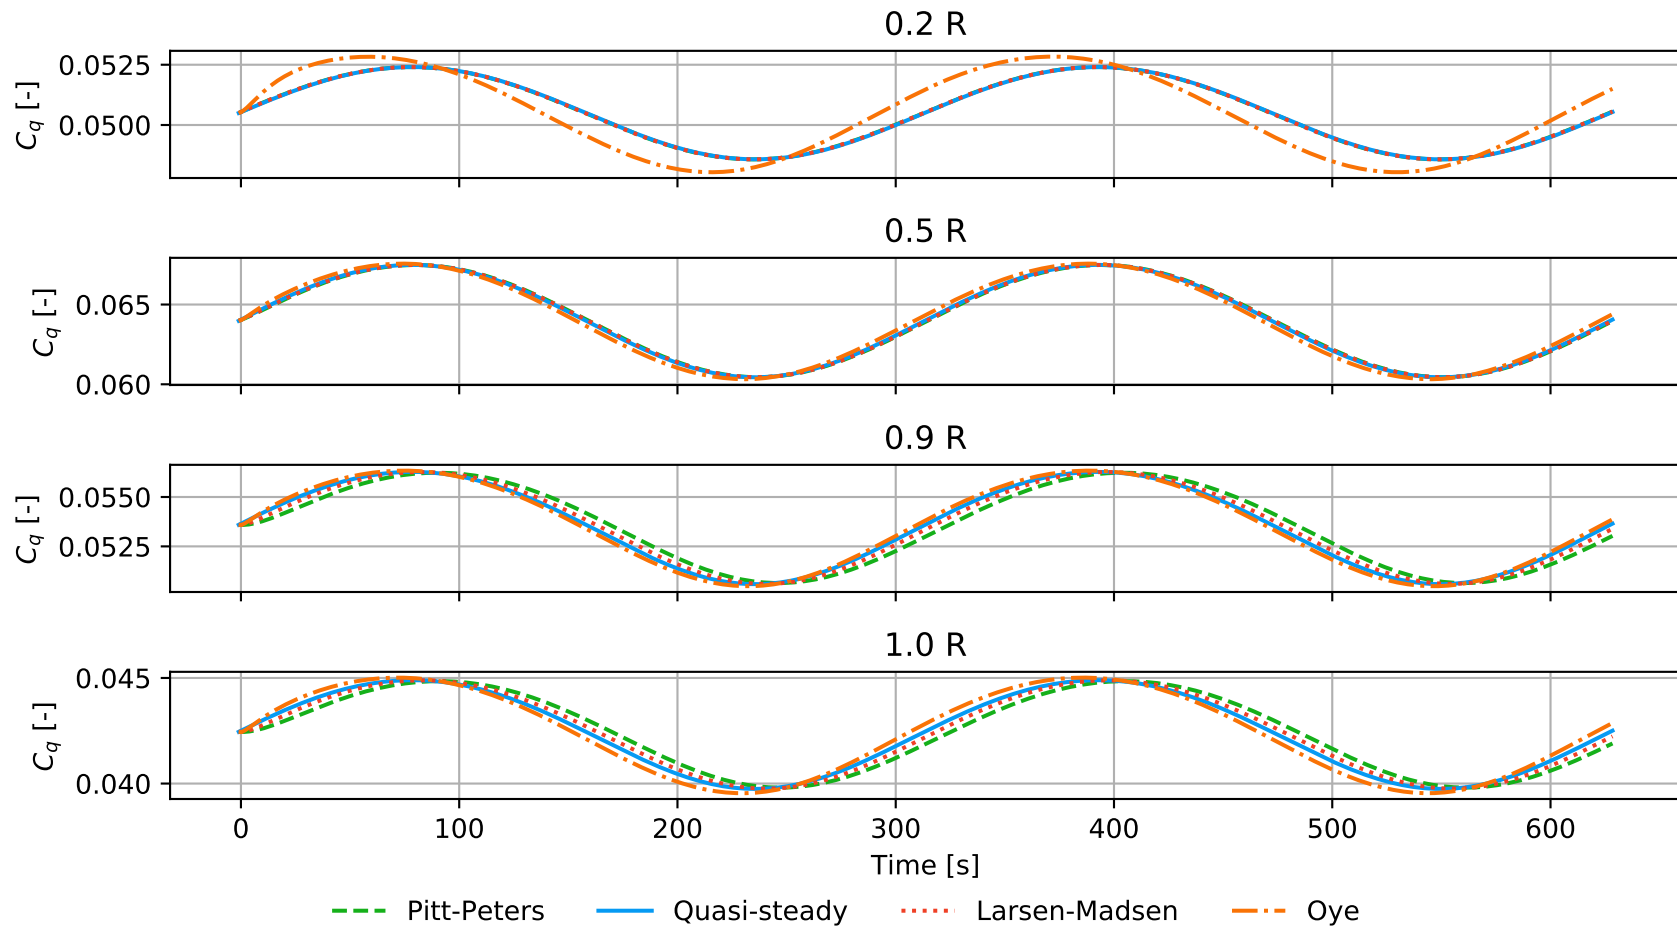 0.2 R
C_q [-]
0.0525
0.0500
0.5 R
C_q [-]
0.065
0.060
0.9 R
C_q [-]
0.0550
0.0525
1.0 R
C_q [-]
0.045
0.040
0 100 200 300 400 500 600
Time [s]
Pitt-Peters Quasi-steady Larsen-Madsen Oye